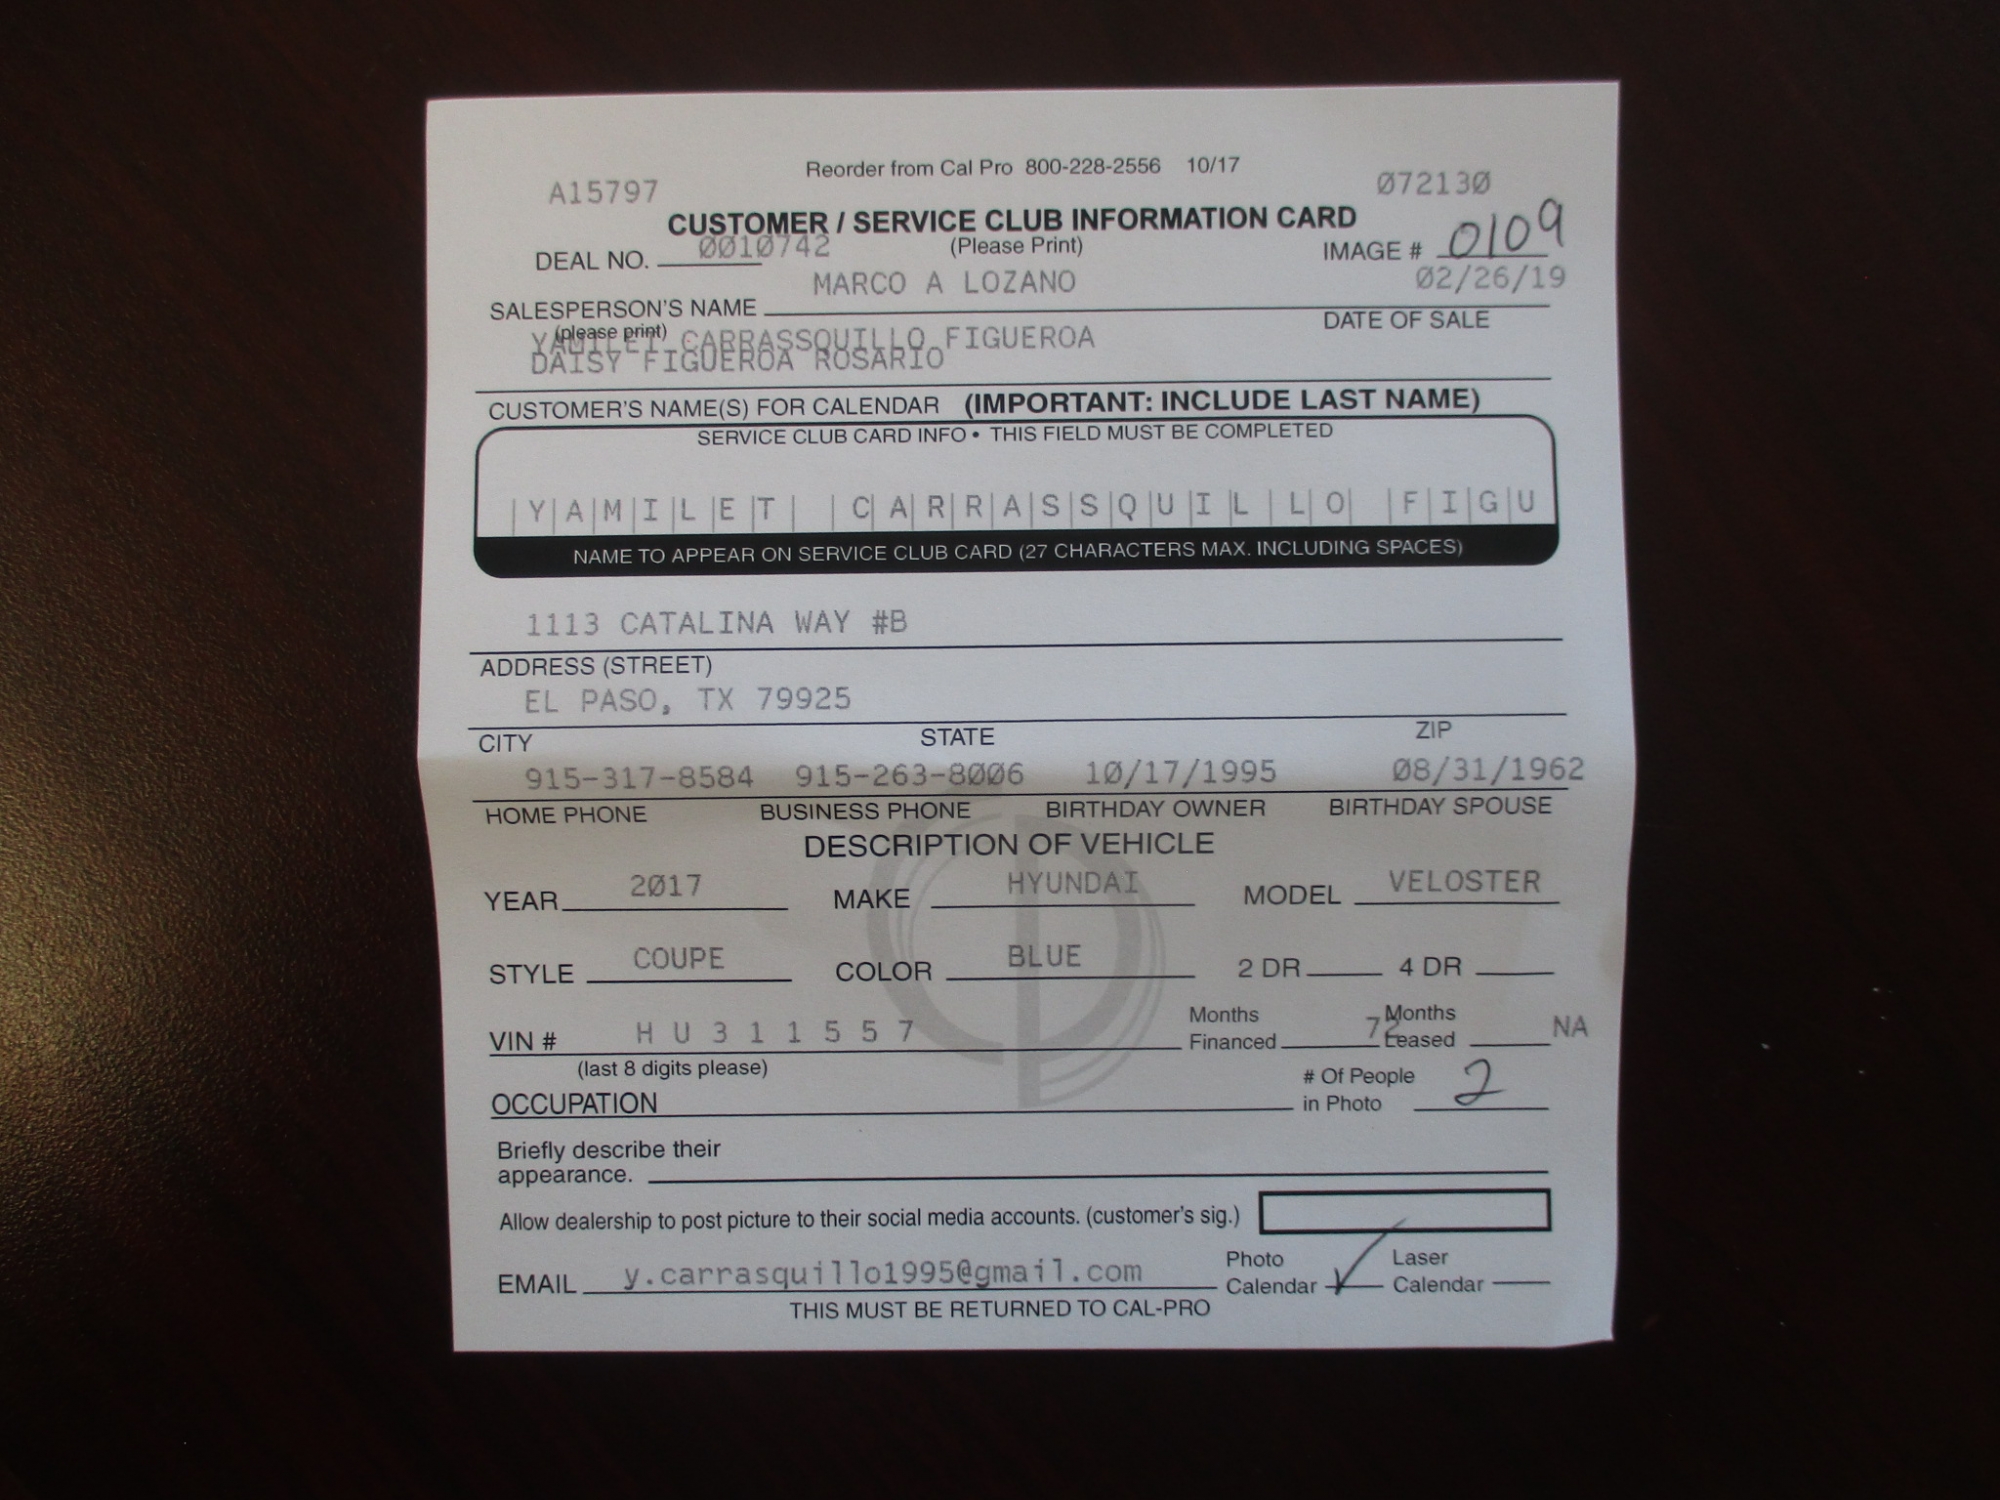 Reorder from Cal Pro 800-228-2556 10/17
A15797 072130
CUSTOMER / SERVICE CLUB INFORMATION CARD
DEAL NO. 0010742 (Please Print) IMAGE # 0109
MARCO A LOZANO 02/26/19
SALESPERSON'S NAME DATE OF SALE
(please print)
YAMILET CARRASSQUILLO FIGUEROA
DAISY FIGUEROA ROSARIO
CUSTOMER'S NAME(S) FOR CALENDAR (IMPORTANT: INCLUDE LAST NAME)
SERVICE CLUB CARD INFO • THIS FIELD MUST BE COMPLETED
YAMILET CARRASSQUILLO FIGU
NAME TO APPEAR ON SERVICE CLUB CARD (27 CHARACTERS MAX. INCLUDING SPACES)
1113 CATALINA WAY #B
ADDRESS (STREET)
EL PASO, TX 79925
CITY STATE ZIP
915-317-8584 915-263-8006 10/17/1995 08/31/1962
HOME PHONE BUSINESS PHONE BIRTHDAY OWNER BIRTHDAY SPOUSE
DESCRIPTION OF VEHICLE
YEAR 2017 MAKE HYUNDAI MODEL VELOSTER
STYLE COUPE COLOR BLUE 2 DR 4 DR
VIN # HU311557 Months Financed 72 Months Leased NA
(last 8 digits please)
OCCUPATION # Of People in Photo 2
Briefly describe their
appearance.
Allow dealership to post picture to their social media accounts. (customer's sig.)
EMAIL y.carrasquillo1995@gmail.com Photo Calendar ✓ Laser Calendar
THIS MUST BE RETURNED TO CAL-PRO